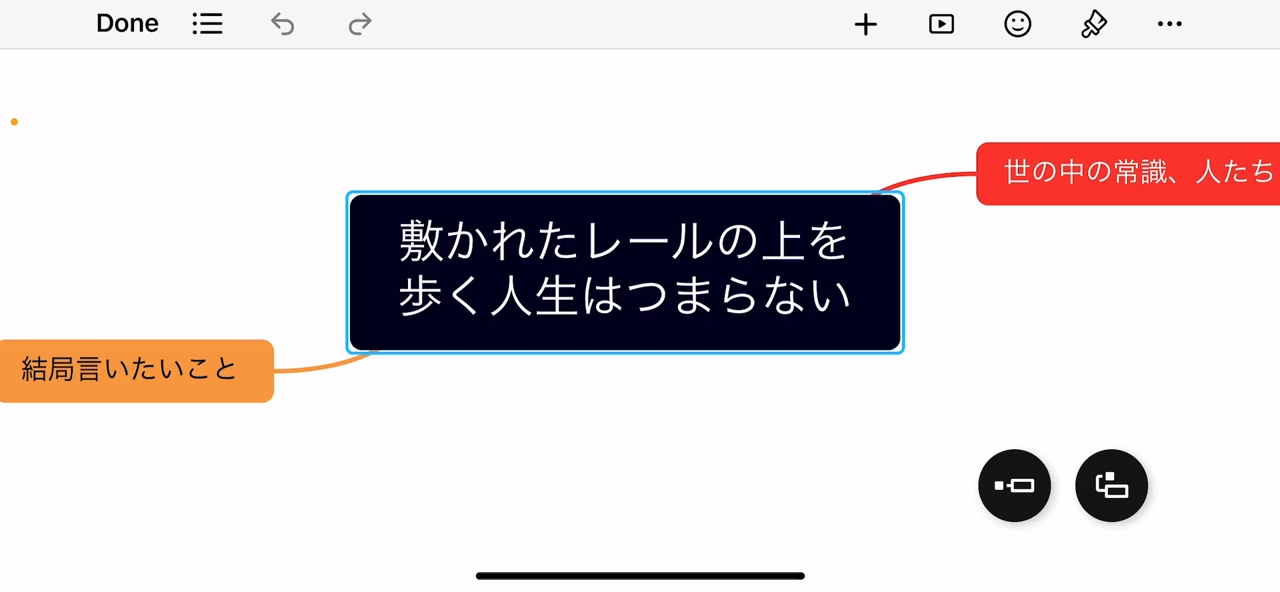 Done
世の中の常識、人たち
敷かれたレールの上を
歩く人生はつまらない
結局言いたいこと